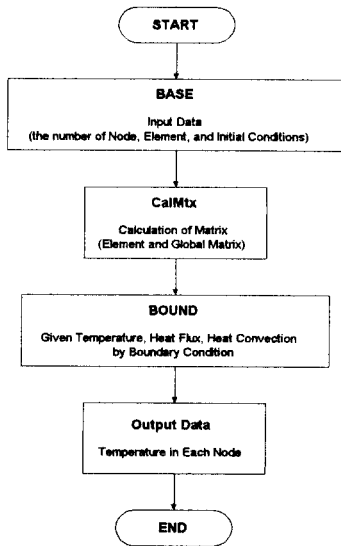 START
BASE
Input Data
(the number of Node, Element, and Initial Conditions)
CalMtx
Calculation of Matrix
(Element and Global Matrix)
BOUND
Given Temperature, Heat Flux, Heat Convection
by Boundary Condition
Output Data
Temperature in Each Node
END